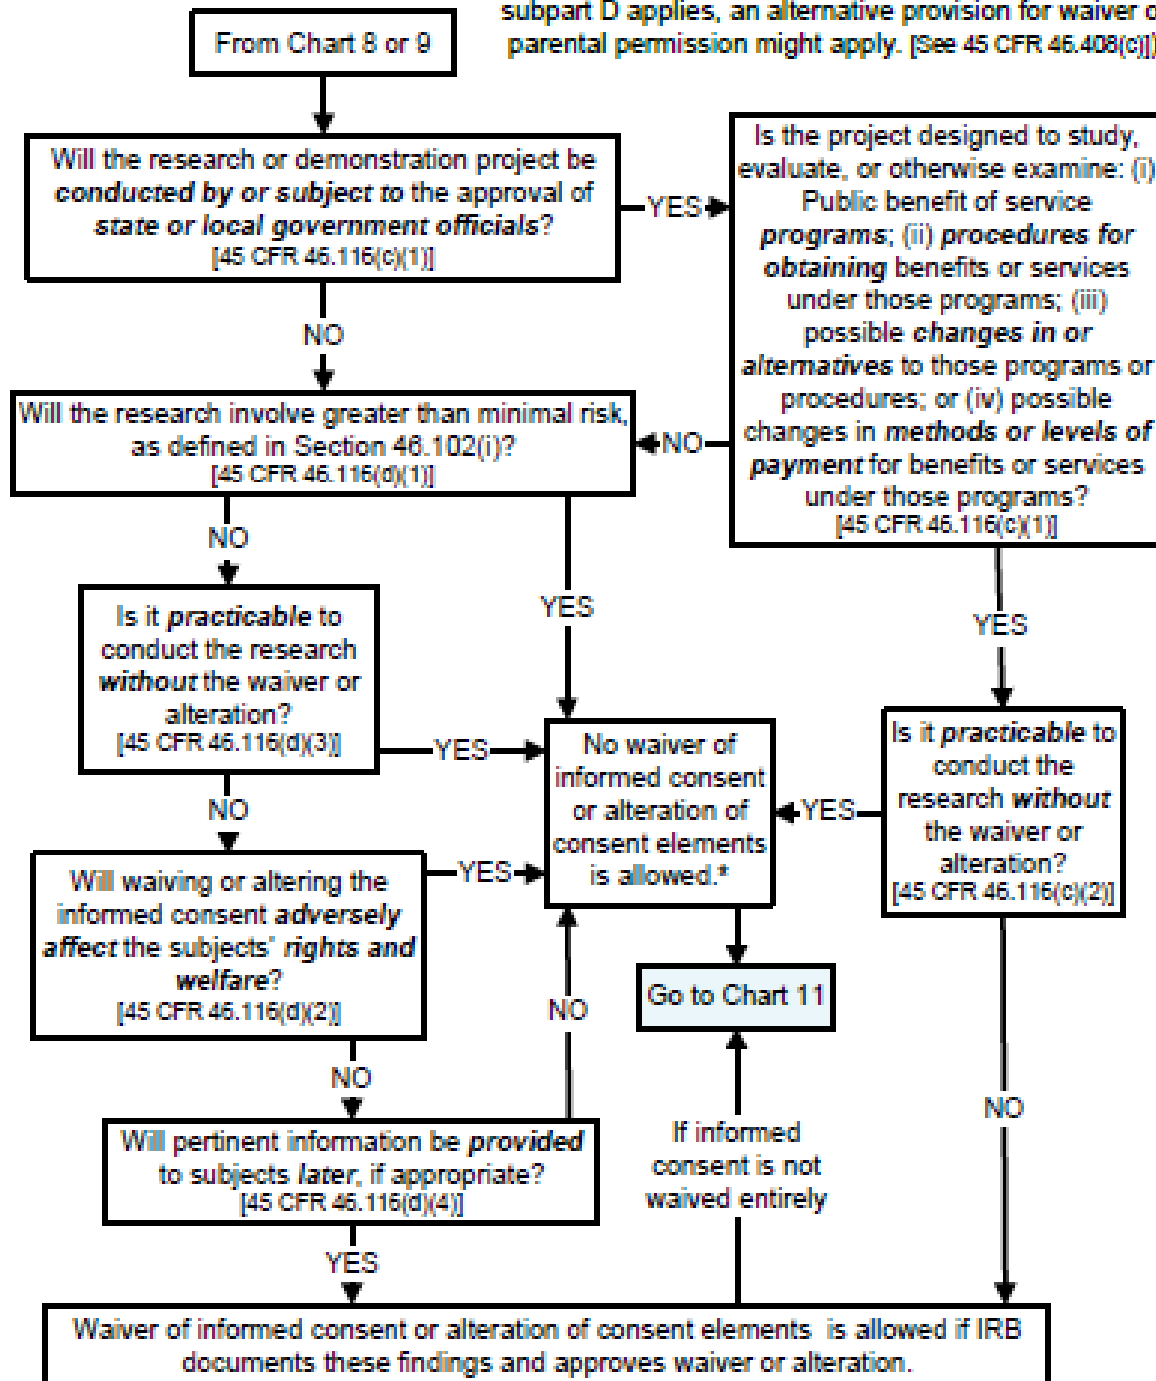 subpart D applies, an alternative provision for waiver o
parental permission might apply. [See 45 CFR 46.408(c)])
From Chart 8 or 9
Will the research or demonstration project be
conducted by or subject to the approval of
state or local government officials?
[45 CFR 46.116(c)(1)]
YES
Is the project designed to study,
evaluate, or otherwise examine: (i)
Public benefit of service
programs; (ii) procedures for
obtaining benefits or services
under those programs; (iii)
possible changes in or
alternatives to those programs or
procedures; or (iv) possible
changes in methods or levels of
payment for benefits or services
under those programs?
[45 CFR 46.116(c)(1)]
NO
NO
Will the research involve greater than minimal risk,
as defined in Section 46.102(i)?
[45 CFR 46.116(d)(1)]
NO
YES
YES
Is it practicable to
conduct the research
without the waiver or
alteration?
[45 CFR 46.116(d)(3)]
YES
No waiver of
informed consent
or alteration of
consent elements
is allowed.*
YES
Is it practicable to
conduct the
research without
the waiver or
alteration?
[45 CFR 46.116(c)(2)]
NO
Will waiving or altering the
informed consent adversely
affect the subjects' rights and
welfare?
[45 CFR 46.116(d)(2)]
YES
NO
Go to Chart 11
NO
NO
Will pertinent information be provided
to subjects later, if appropriate?
[45 CFR 46.116(d)(4)]
If informed
consent is not
waived entirely
YES
Waiver of informed consent or alteration of consent elements is allowed if IRB
documents these findings and approves waiver or alteration.